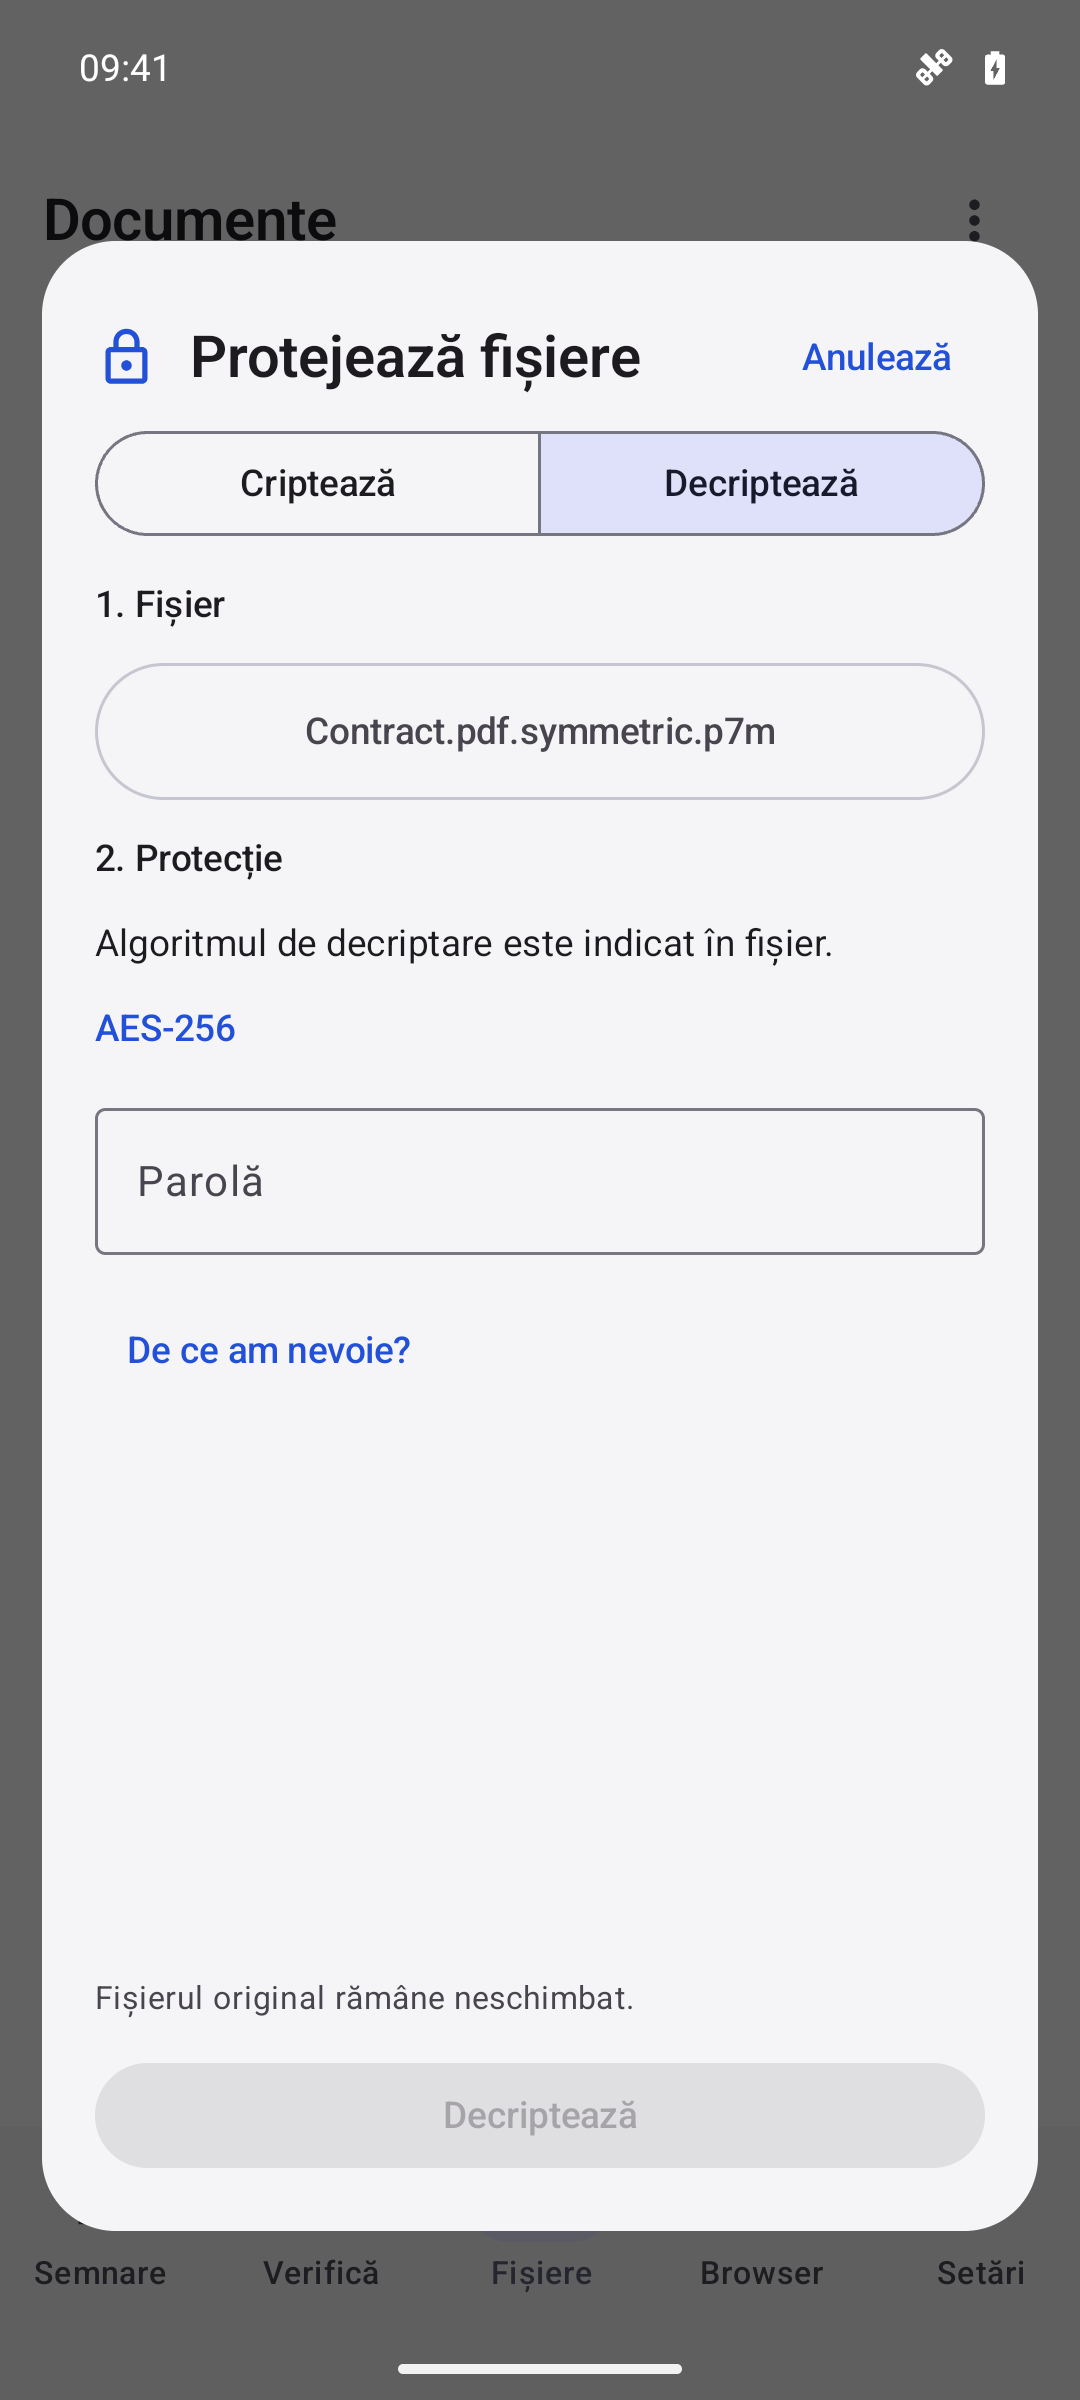 09:41
Documente
Protejează fișiere
Anulează
Criptează
Decriptează
1. Fișier
Contract.pdf.symmetric.p7m
2. Protecție
Algoritmul de decriptare este indicat în fișier.
AES-256
Parolă
De ce am nevoie?
Fișierul original rămâne neschimbat.
Decriptează
Semnare
Verifică
Fișiere
Browser
Setări